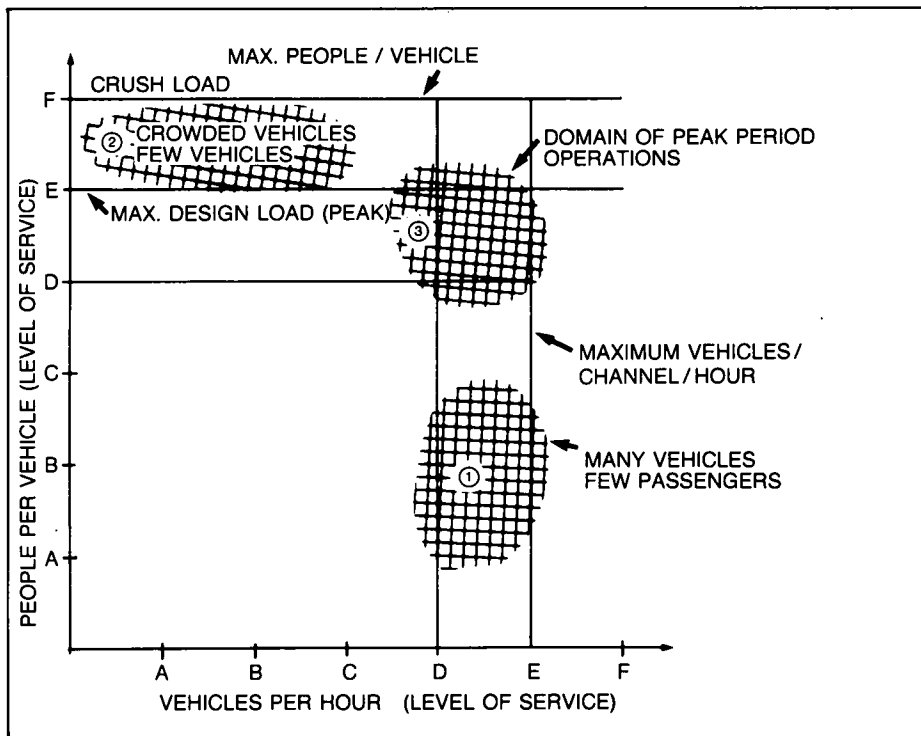 MAX. PEOPLE / VEHICLE
F
CRUSH LOAD
② CROWDED VEHICLES
FEW VEHICLES
DOMAIN OF PEAK PERIOD
OPERATIONS
E
MAX. DESIGN LOAD (PEAK)
③
D
MAXIMUM VEHICLES /
CHANNEL / HOUR
C
B
①
MANY VEHICLES
FEW PASSENGERS
A
PEOPLE PER VEHICLE (LEVEL OF SERVICE)
A B C D E F
VEHICLES PER HOUR (LEVEL OF SERVICE)